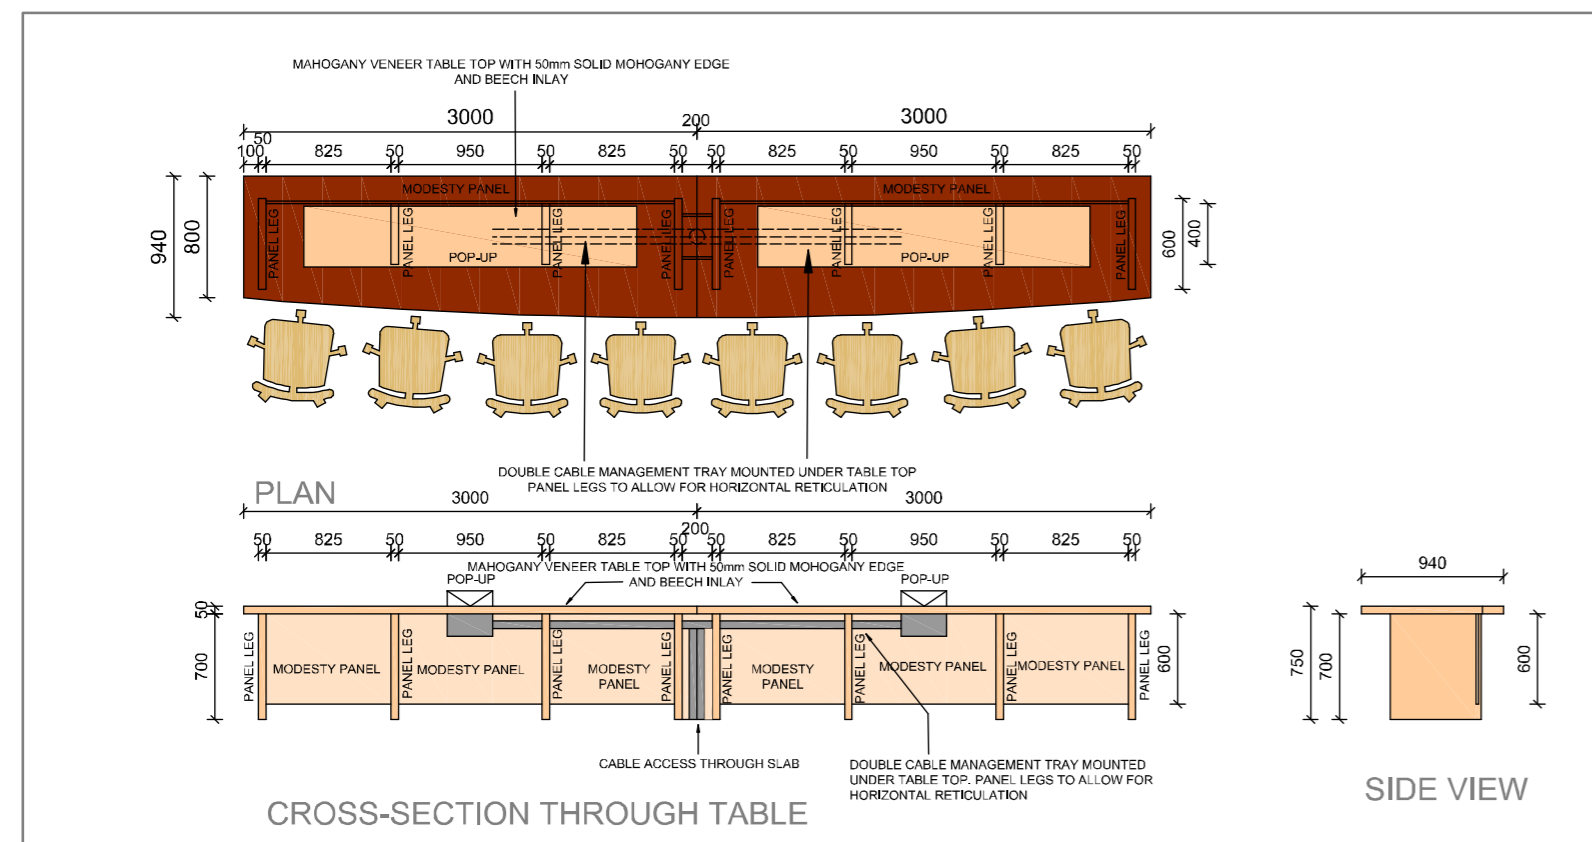 MAHOGANY VENEER TABLE TOP WITH 50mm SOLID MOHOGANY EDGE
AND BEECH INLAY
3000 200 3000
100 50 825 50 950 50 825 50 50 825 50 950 50 825 50
MODESTY PANEL MODESTY PANEL
940 800 PANEL LEG PANEL LEG PANEL LEG PANEL LEG PANEL LEG PANEL LEG PANEL LEG PANEL LEG 600 400
POP-UP POP-UP
DOUBLE CABLE MANAGEMENT TRAY MOUNTED UNDER TABLE TOP
PANEL LEGS TO ALLOW FOR HORIZONTAL RETICULATION
PLAN
3000 3000
200
50 825 50 950 50 825 50 50 825 50 950 50 825 50
MAHOGANY VENEER TABLE TOP WITH 50mm SOLID MOHOGANY EDGE
AND BEECH INLAY
POP-UP POP-UP
940
50
700 PANEL LEG PANEL LEG PANEL LEG PANEL LEG PANEL LEG PANEL LEG PANEL LEG PANEL LEG 600
MODESTY PANEL MODESTY PANEL MODESTY PANEL MODESTY PANEL MODESTY PANEL MODESTY PANEL
750 700 600
CABLE ACCESS THROUGH SLAB
DOUBLE CABLE MANAGEMENT TRAY MOUNTED
UNDER TABLE TOP. PANEL LEGS TO ALLOW FOR
HORIZONTAL RETICULATION
CROSS-SECTION THROUGH TABLE
SIDE VIEW